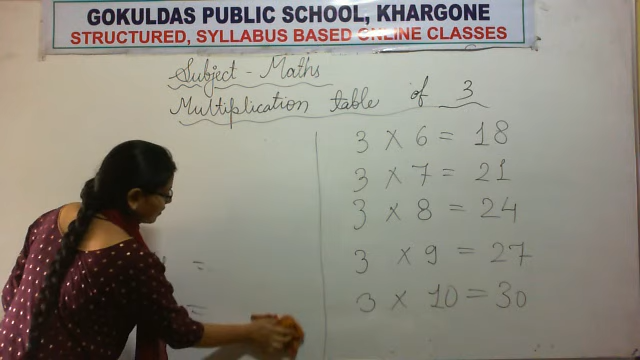 GOKULDAS PUBLIC SCHOOL, KHARGONE
STRUCTURED, SYLLABUS BASED ONLINE CLASSES
Subject - Maths
Multiplication table of 3
=
=
3 × 6 = 18
3 × 7 = 21
3 × 8 = 24
3 × 9 = 27
3 × 10 = 30